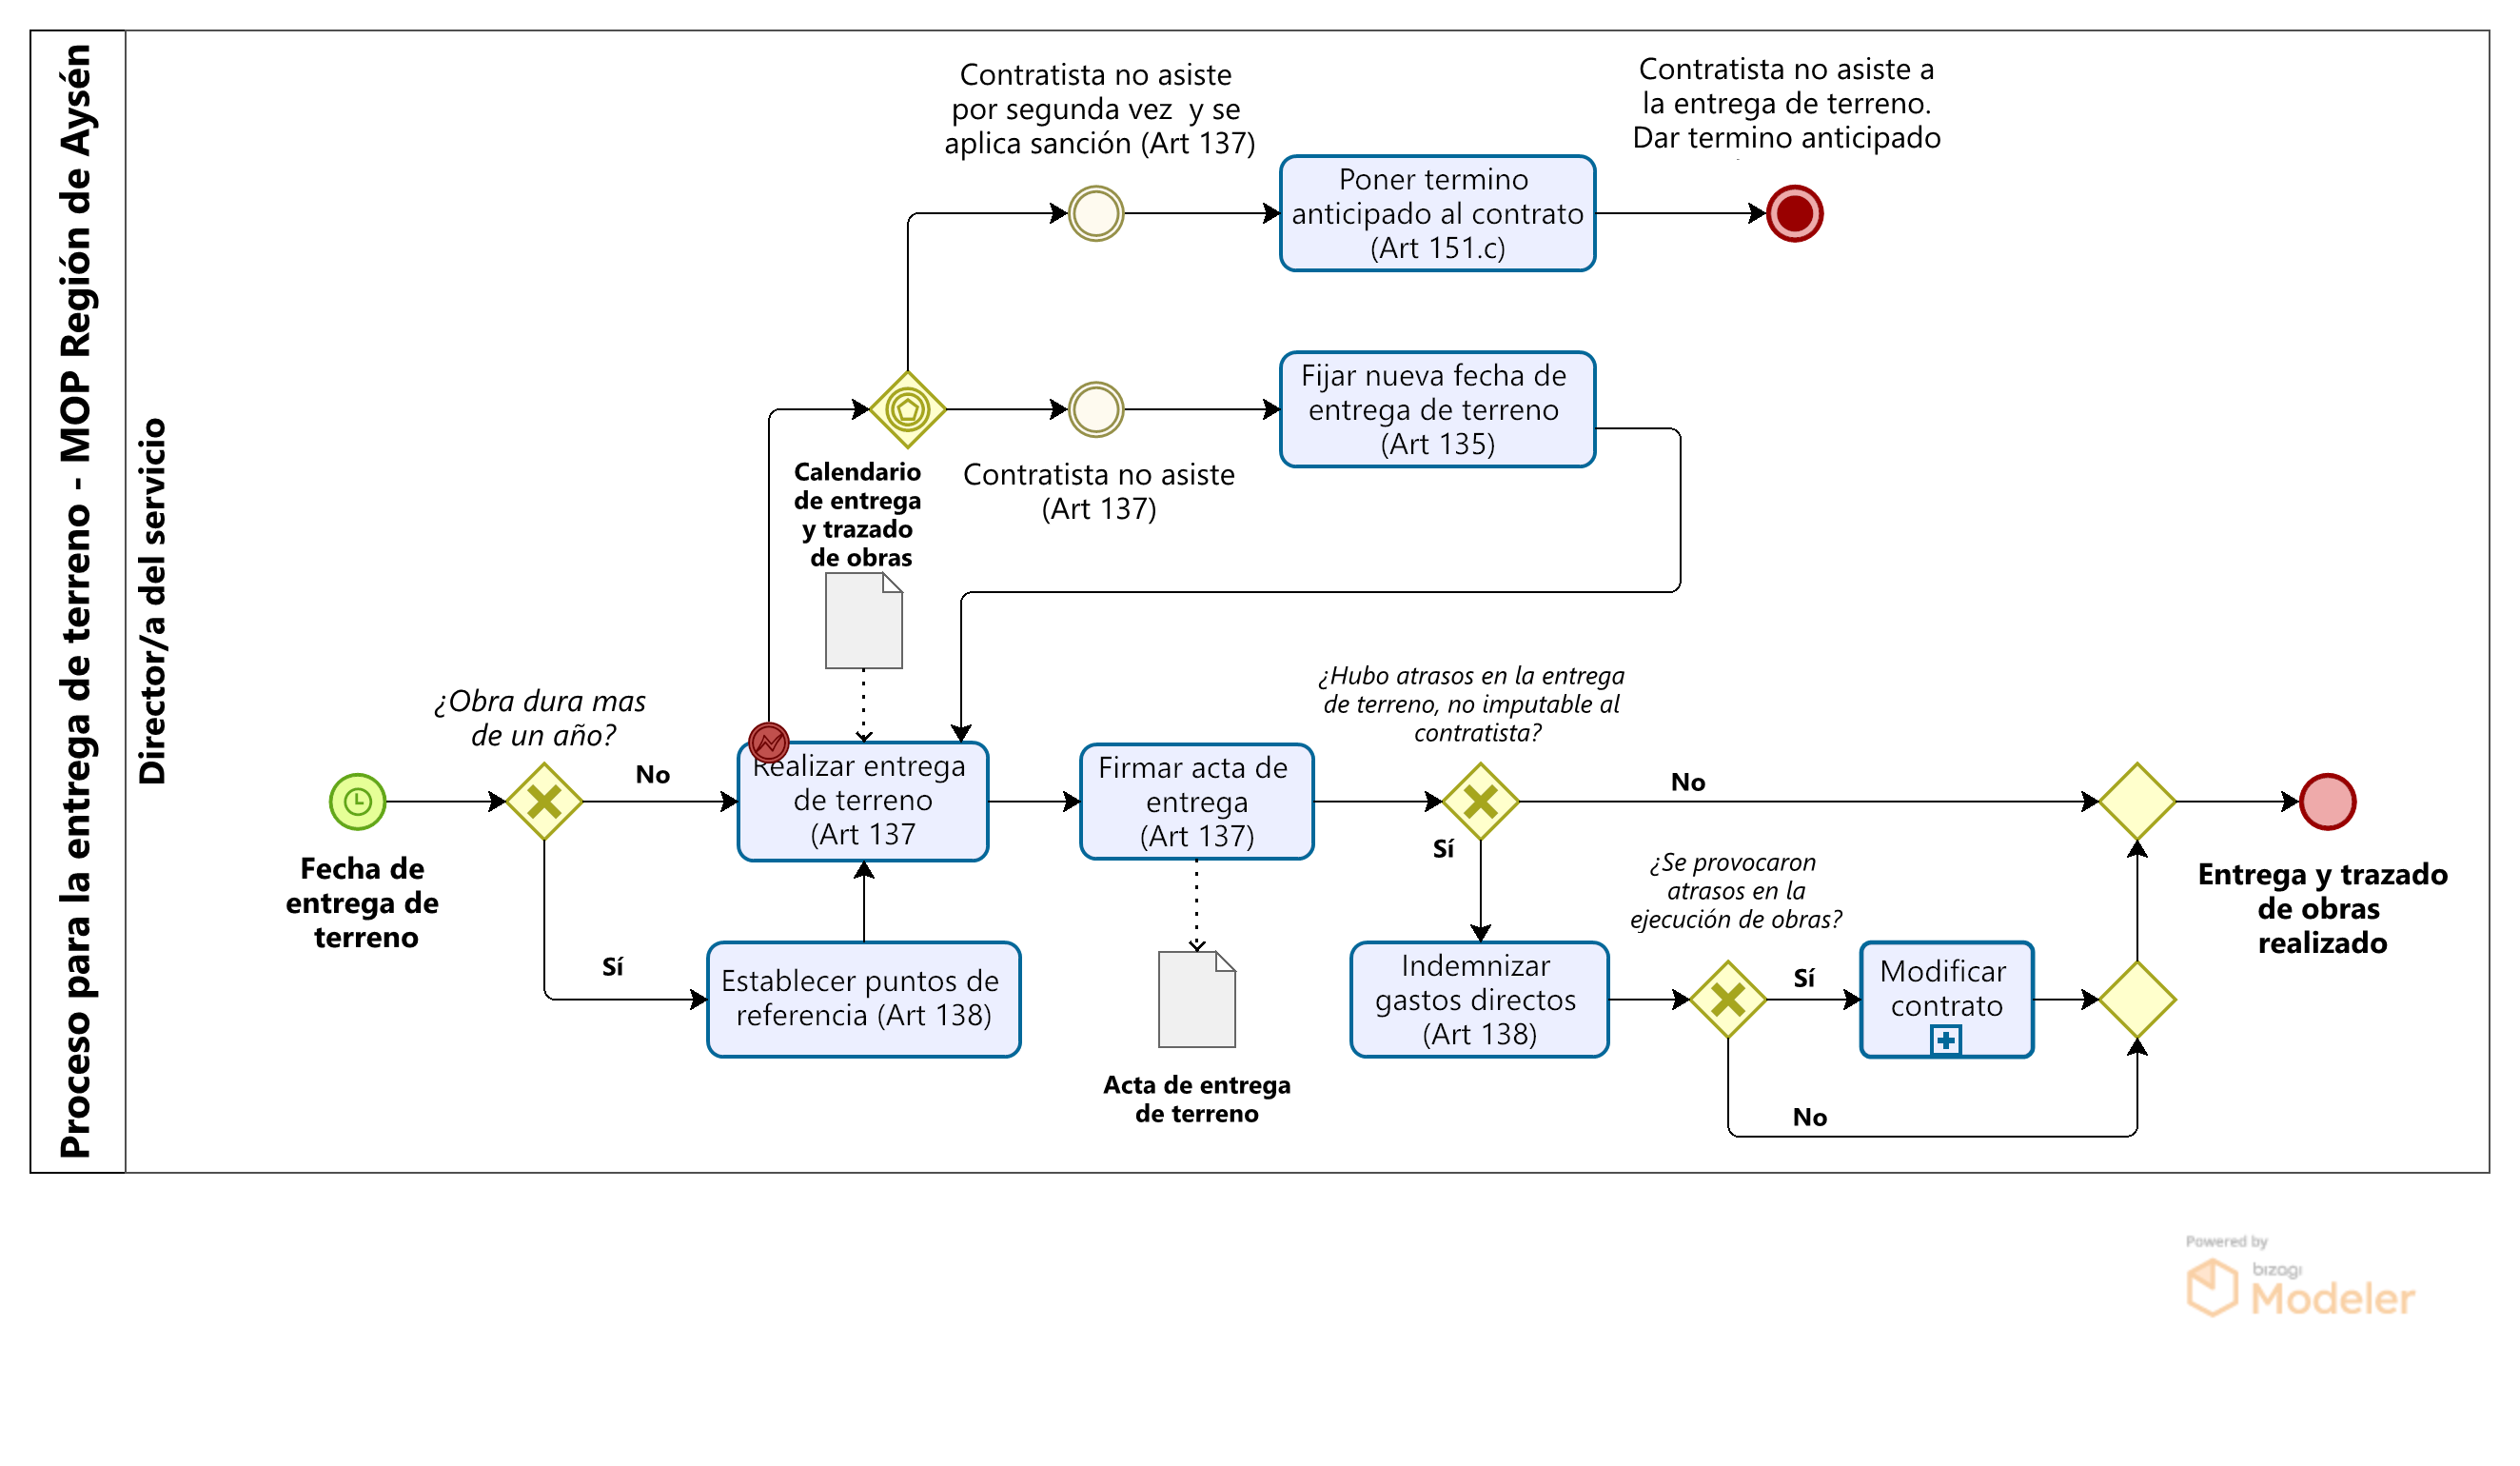 Proceso para la entrega de terreno - MOP Región de Aysén
Director/a del servicio
Contratista no asiste
por segunda vez  y se
aplica sanción (Art 137)
Contratista no asiste a
la entrega de terreno.
Dar termino anticipado
Poner termino
anticipado al contrato
(Art 151.c)
Fijar nueva fecha de
entrega de terreno
(Art 135)
Calendario
de entrega
y trazado
de obras
Contratista no asiste
(Art 137)
¿Obra dura mas
de un año?
No
Sí
Fecha de
entrega de
terreno
Realizar entrega
de terreno
(Art 137
Establecer puntos de
referencia (Art 138)
Firmar acta de
entrega
(Art 137)
Acta de entrega
de terreno
¿Hubo atrasos en la entrega
de terreno, no imputable al
contratista?
No
Sí
Indemnizar
gastos directos
(Art 138)
¿Se provocaron
atrasos en la
ejecución de obras?
Sí
No
Modificar
contrato
Entrega y trazado
de obras
realizado
Powered by
bizagi
Modeler